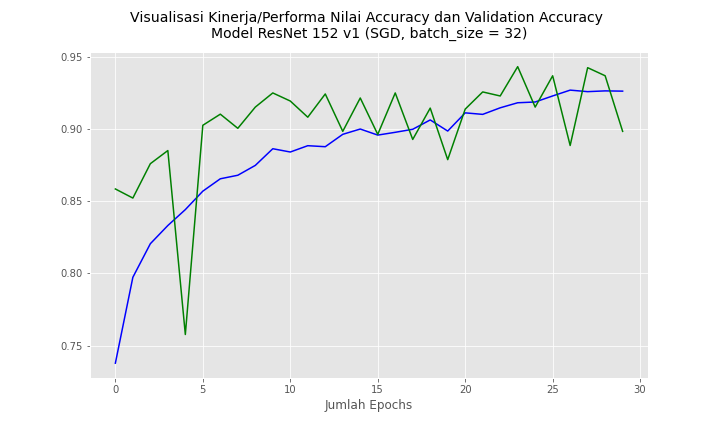 Visualisasi Kinerja/Performa Nilai Accuracy dan Validation Accuracy
Model ResNet 152 v1 (SGD, batch_size = 32)
0.95
0.90
0.85
0.80
0.75
0 5 10 15 20 25 30
Jumlah Epochs